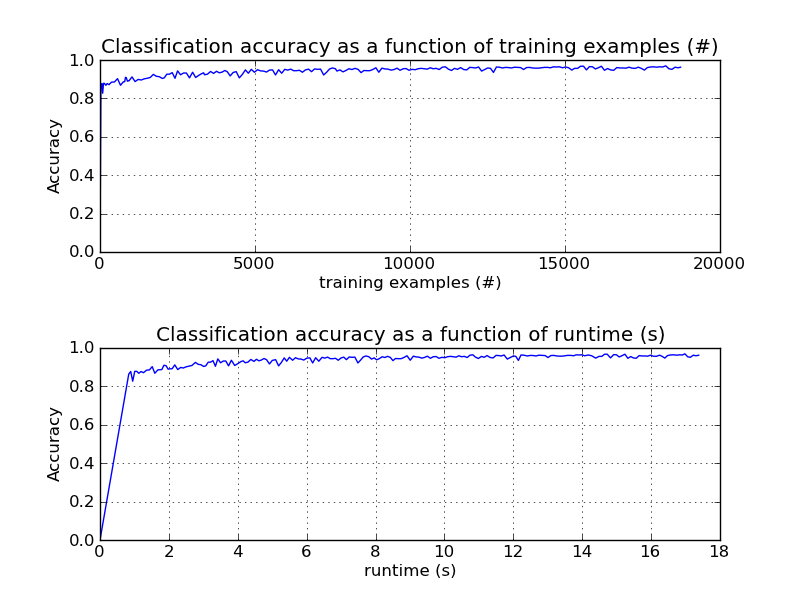 Classification accuracy as a function of training examples (#)
1.0
0.8
0.6
0.4
0.2
0.0
Accuracy
0 5000 10000 15000 20000
training examples (#)
Classification accuracy as a function of runtime (s)
1.0
0.8
0.6
0.4
0.2
0.0
Accuracy
0 2 4 6 8 10 12 14 16 18
runtime (s)